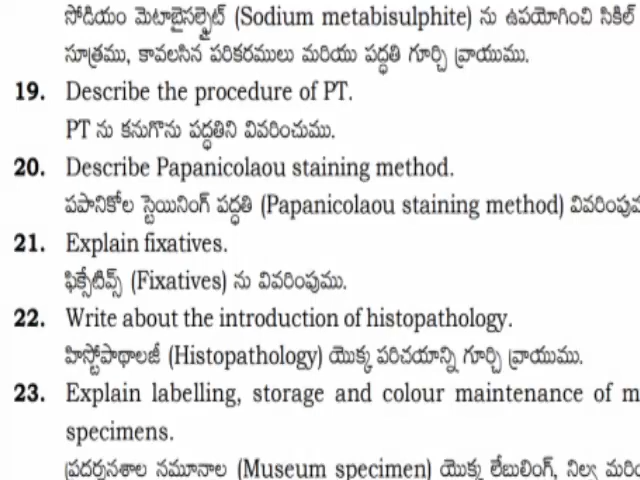 సోడియం మెటాబైసల్ఫైట్ (Sodium metabisulphite) ను ఉపయోగించి సికిల్
సూత్రము, కావలసిన పరికరములు మరియు పద్ధతి గూర్చి వ్రాయుము.
19. Describe the procedure of PT.
PT ను కనుగొను పద్ధతిని వివరించుము.
20. Describe Papanicolaou staining method.
పపానికోల స్టెయినింగ్ పద్ధతి (Papanicolaou staining method)
21. Explain fixatives.
ఫిక్సేటివ్స్ (Fixatives) ను వివరింపుము.
22. Write about the introduction of histopathology.
హిస్టోపాథాలజీ (Histopathology) యొక్క పరిచయాన్ని గూర్చి వ్రాయుము.
23. Explain labelling, storage and colour maintenance of
specimens.
ప్రదర్శనశాల నమూనాల (Museum specimen) యొక్క లేబులింగ్, నిల్వ